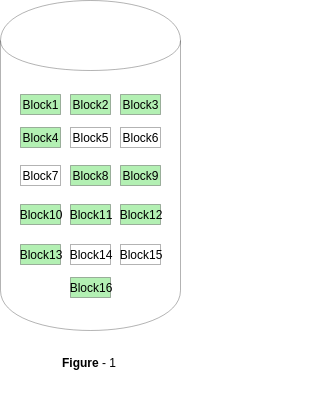 Block1 Block2 Block3
Block4 Block5 Block6
Block7 Block8 Block9
Block10 Block11 Block12
Block13 Block14 Block15
Block16
Figure - 1